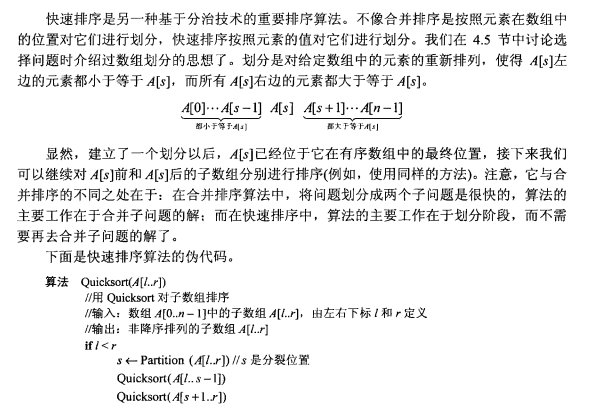 快速排序是另一种基于分治技术的重要排序算法。不像合并排序是按照元素在数组中
的位置对它们进行划分，快速排序按照元素的值对它们进行划分。我们在 4.5 节中讨论选
择问题时介绍过数组划分的思想了。划分是对给定数组中的元素的重新排列，使得 A[s]左
边的元素都小于等于 A[s]，而所有 A[s]右边的元素都大于等于 A[s]。
A[0]⋯A[s−1] A[s] A[s+1]⋯A[n−1]
都小于等于A[s] 都大于等于A[s]
显然，建立了一个划分以后，A[s]已经位于它在有序数组中的最终位置，接下来我们
可以继续对 A[s]前和 A[s]后的子数组分别进行排序(例如，使用同样的方法)。注意，它与合
并排序的不同之处在于：在合并排序算法中，将问题划分成两个子问题是很快的，算法的
主要工作在于合并子问题的解；而在快速排序中，算法的主要工作在于划分阶段，而不需
要再去合并子问题的解了。
下面是快速排序算法的伪代码。
算法 Quicksort(A[l..r])
//用 Quicksort 对子数组排序
//输入：数组 A[0..n−1]中的子数组 A[l..r]，由左右下标 l 和 r 定义
//输出：非降序排列的子数组 A[l..r]
if l < r
s ← Partition (A[l..r]) // s 是分裂位置
Quicksort(A[l.. s−1])
Quicksort(A[s+1..r])